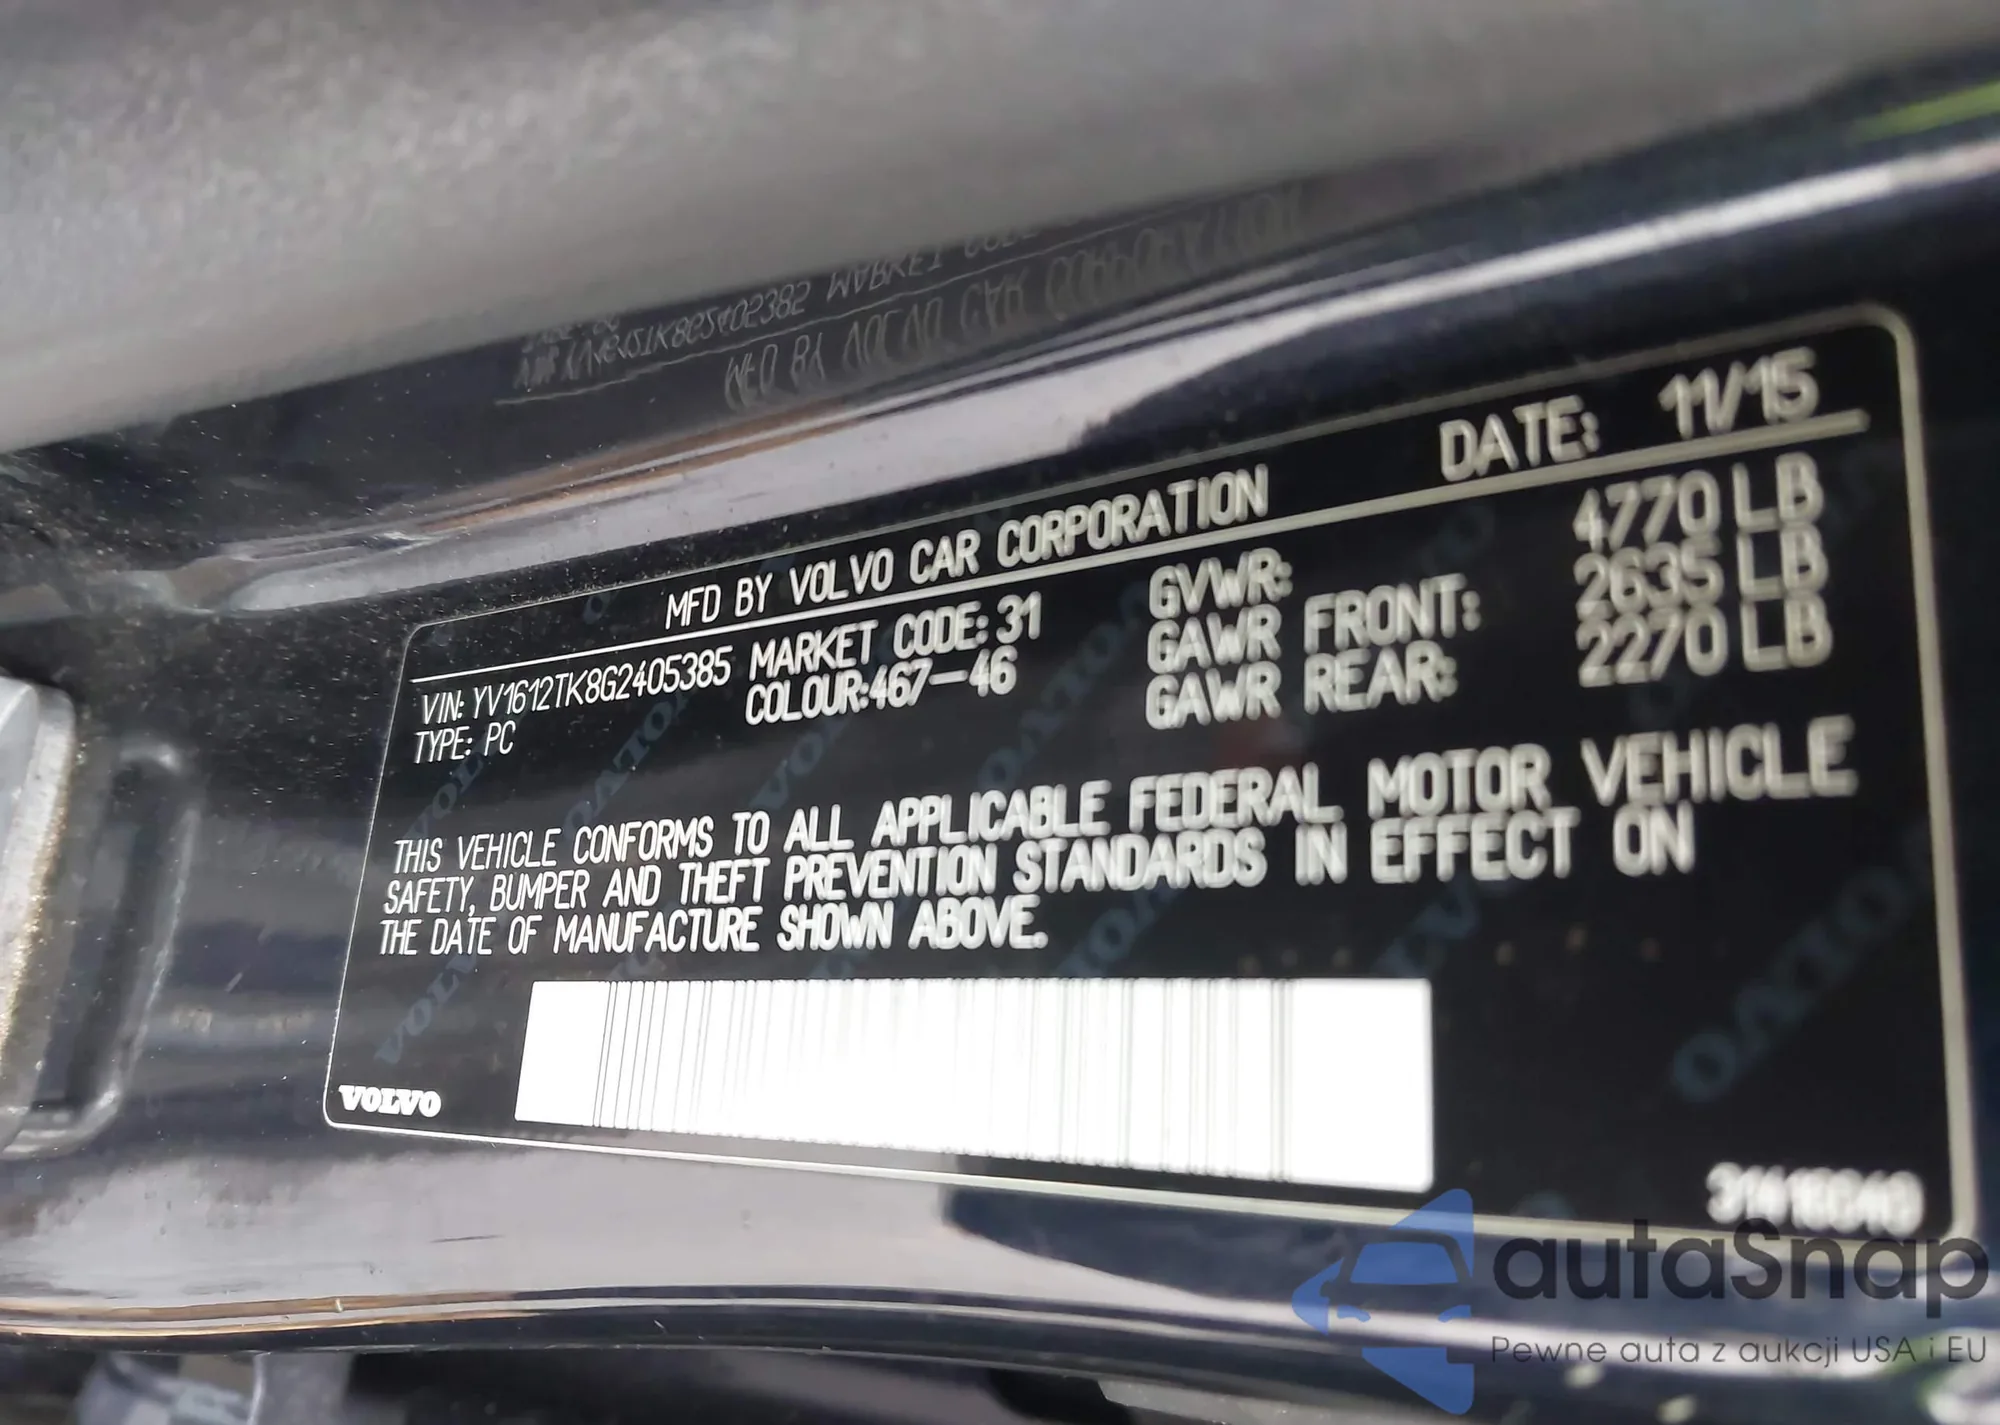 MFD BY VOLVO CAR CORPORATION DATE: 11/15
VIN: YV1612TK8G2405385 MARKET CODE: 31 GVWR: 4770 LB
TYPE: PC COLOUR:467-46 GAWR FRONT: 2635 LB
GAWR REAR: 2270 LB
THIS VEHICLE CONFORMS TO ALL APPLICABLE FEDERAL MOTOR VEHICLE
SAFETY, BUMPER AND THEFT PREVENTION STANDARDS IN EFFECT ON
THE DATE OF MANUFACTURE SHOWN ABOVE.
VOLVO
autaSnap
Pewne auta z aukcji USA i EU